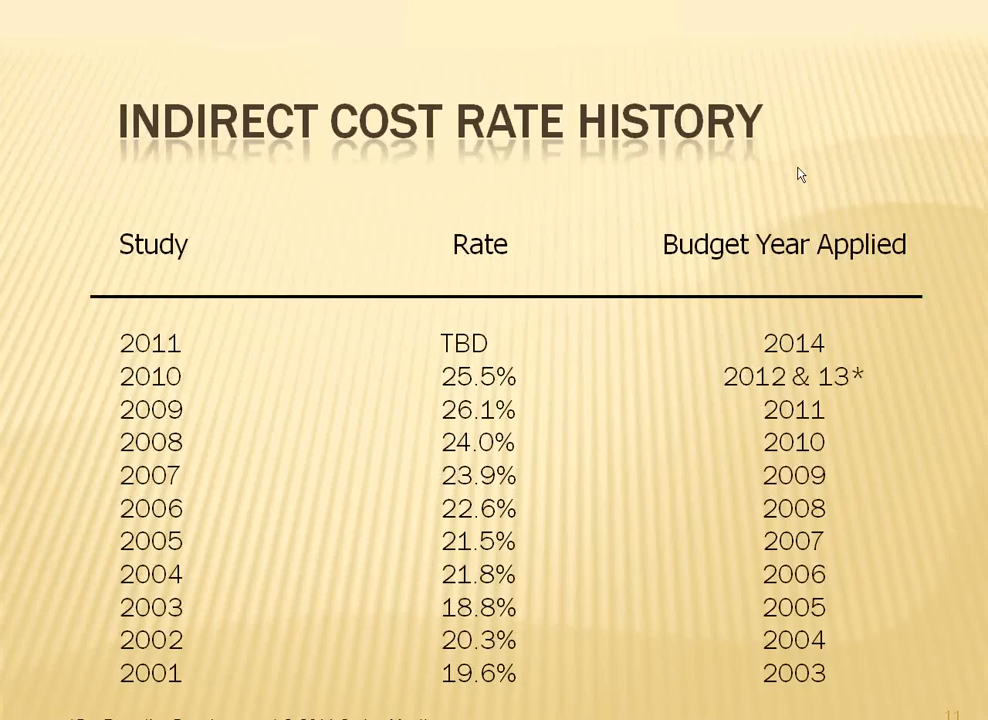 INDIRECT COST RATE HISTORY
Study Rate Budget Year Applied
2011 TBD 2014
2010 25.5% 2012 & 13*
2009 26.1% 2011
2008 24.0% 2010
2007 23.9% 2009
2006 22.6% 2008
2005 21.5% 2007
2004 21.8% 2006
2003 18.8% 2005
2002 20.3% 2004
2001 19.6% 2003
11